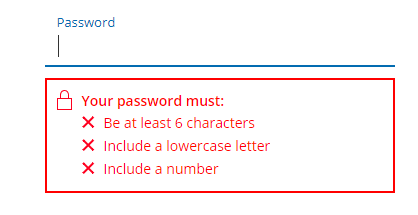 Password
Your password must:
Be at least 6 characters
Include a lowercase letter
Include a number